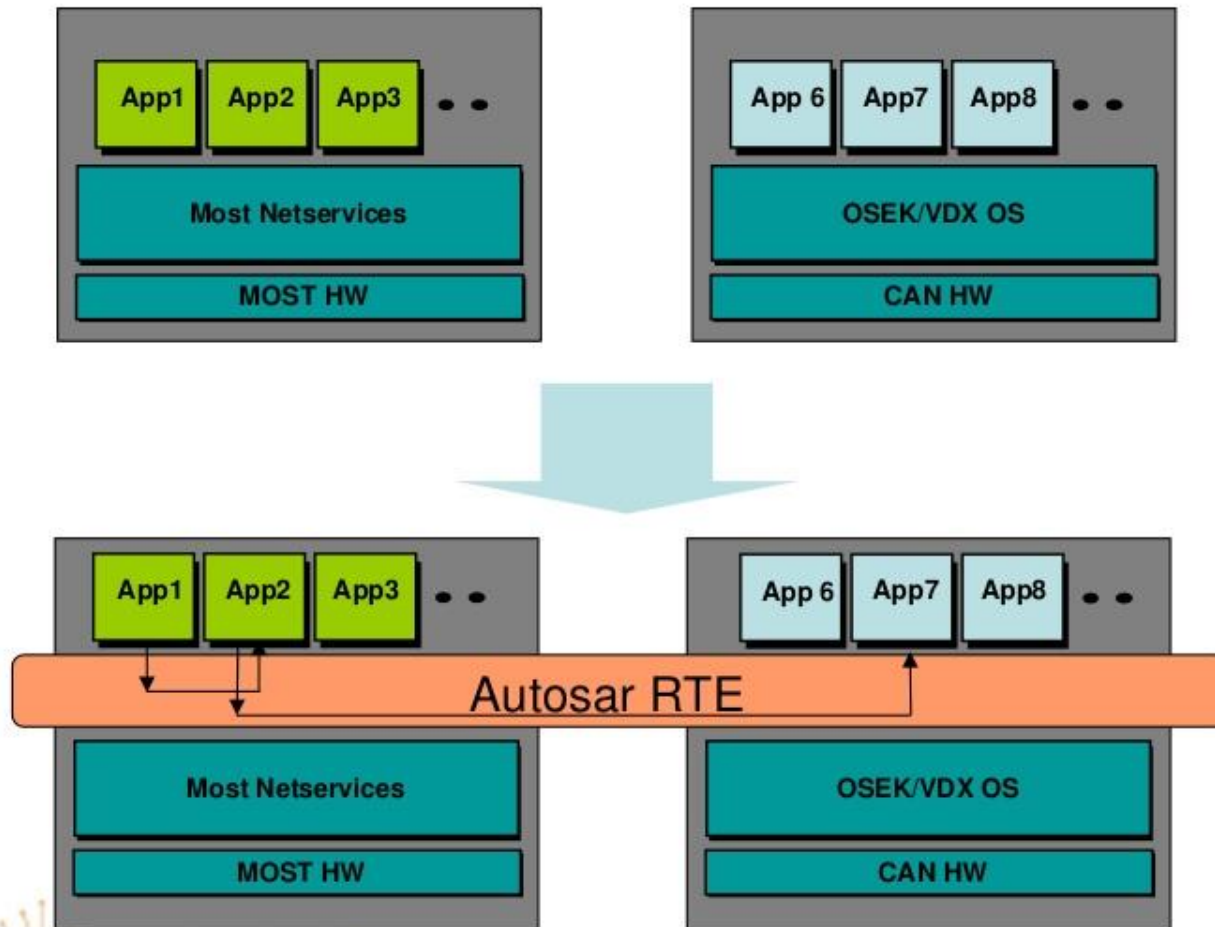 App1 App2 App3
Most Netservices
MOST HW
App 6 App7 App8
OSEK/VDX OS
CAN HW
App1 App2 App3
App 6 App7 App8
Autosar RTE
Most Netservices
MOST HW
OSEK/VDX OS
CAN HW